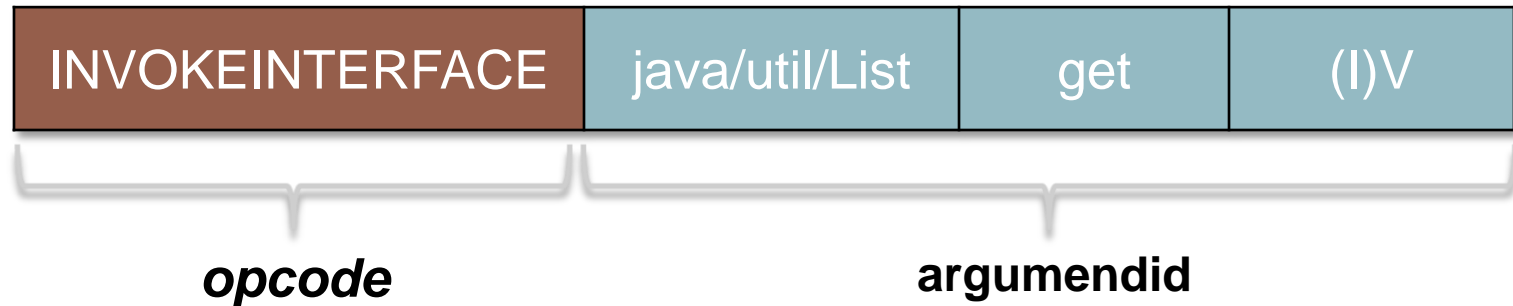 INVOKEINTERFACE java/util/List get (I)V
opcode argumendid